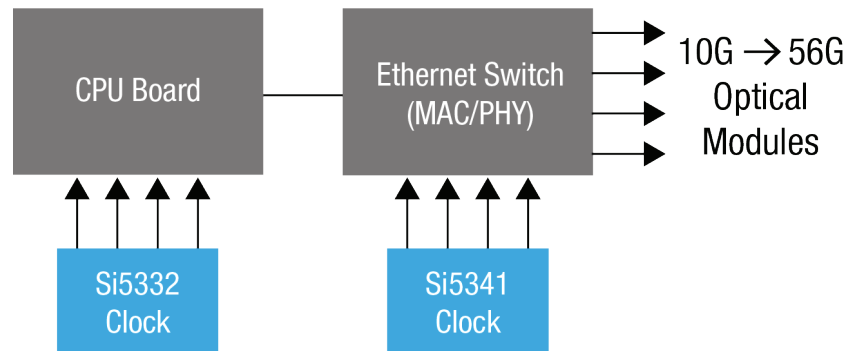 CPU Board
Ethernet Switch
(MAC/PHY)
10G → 56G
Optical
Modules
Si5332
Clock
Si5341
Clock